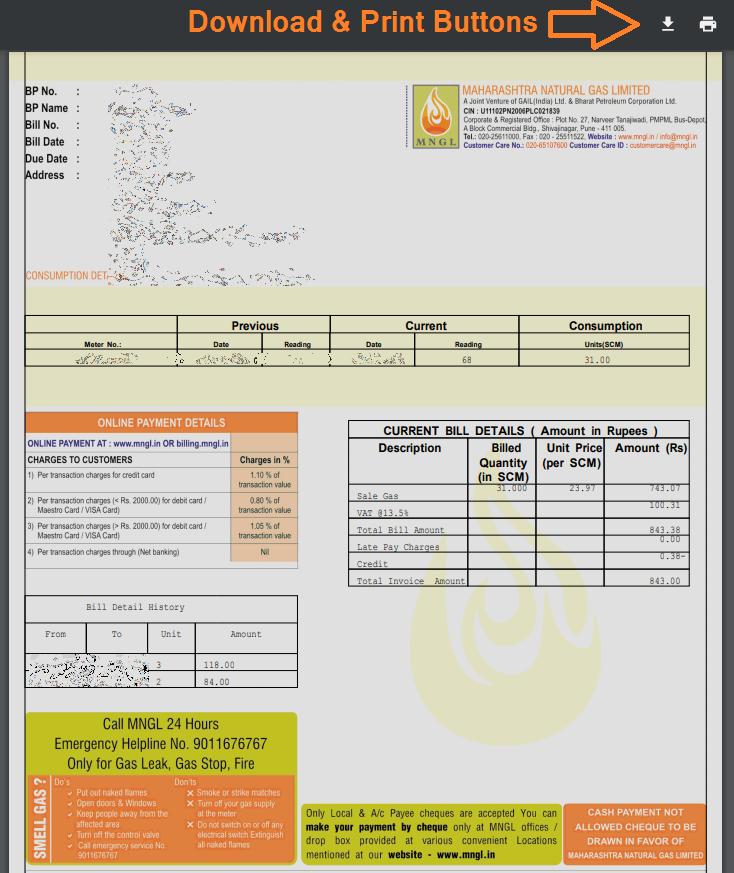 Download & Print Buttons
BP No. :
BP Name :
Bill No. :
Bill Date :
Due Date :
Address :
MNGL
MAHARASHTRA NATURAL GAS LIMITED
A Joint Venture of GAIL(India) Ltd. & Bharat Petroleum Corporation Ltd.
CIN : U11102PN2006PLC021839
Corporate & Registered Office : Plot No. 27, Narveer Tanajiwadi, PMPML Bus-Depot,
A Block Commercial Bldg., Shivajinagar, Pune - 411 005.
Tel.: 020-25611000, Fax : 020 - 25511522, Website : www.mngl.in / info@mngl.in
Customer Care No.: 020-65107600 Customer Care ID : customercare@mngl.in
CONSUMPTION DET
Previous Current Consumption
Meter No.: Date Reading Date Reading Units(SCM)
68 31.00
ONLINE PAYMENT DETAILS
ONLINE PAYMENT AT : www.mngl.in OR billing.mngl.in
CHARGES TO CUSTOMERS Charges in %
1) Per transaction charges for credit card 1.10 % of
transaction value
2) Per transaction charges (< Rs. 2000.00) for debit card / 0.80 % of
Maestro Card / VISA Card) transaction value
3) Per transaction charges (> Rs. 2000.00) for debit card / 1.05 % of
Maestro Card / VISA Card) transaction value
4) Per transaction charges through (Net banking) Nil
CURRENT BILL DETAILS ( Amount in Rupees )
Description Billed Unit Price Amount (Rs)
Quantity (per SCM)
(in SCM)
Sale Gas 31.000 23.97 743.07
VAT @13.5% 100.31
Total Bill Amount 843.38
Late Pay Charges 0.00
Credit 0.38-
Total Invoice Amount 843.00
Bill Detail History
From To Unit Amount
3 118.00
2 84.00
Call MNGL 24 Hours
Emergency Helpline No. 9011676767
Only for Gas Leak, Gas Stop, Fire
SMELL GAS ?
Do's
Put out naked flames
Open doors & Windows
Keep people away from the
affected area
Turn off the control valve
Call emergency service No.
9011676767
Don'ts
Smoke or strike matches
Turn off your gas supply
at the meter
Do not switch on or off any
electrical switch Extinguish
all naked flames
Only Local & A/c Payee cheques are accepted You can
make your payment by cheque only at MNGL offices /
drop box provided at various convenient Locations
mentioned at our website - www.mngl.in
CASH PAYMENT NOT
ALLOWED CHEQUE TO BE
DRAWN IN FAVOR OF
MAHARASHTRA NATURAL GAS LIMITED